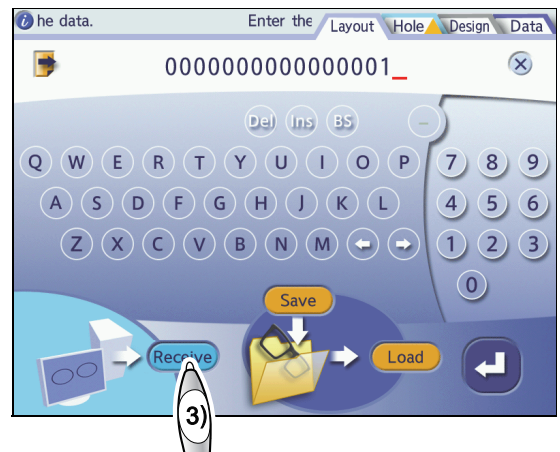 he data. Enter the Layout Hole Design Data
0000000000000001_
Del Ins BS -
Q W E R T Y U I O P 7 8 9
A S D F G H J K L 4 5 6
Z X C V B N M 1 2 3
0
Save
Receive Load
3)